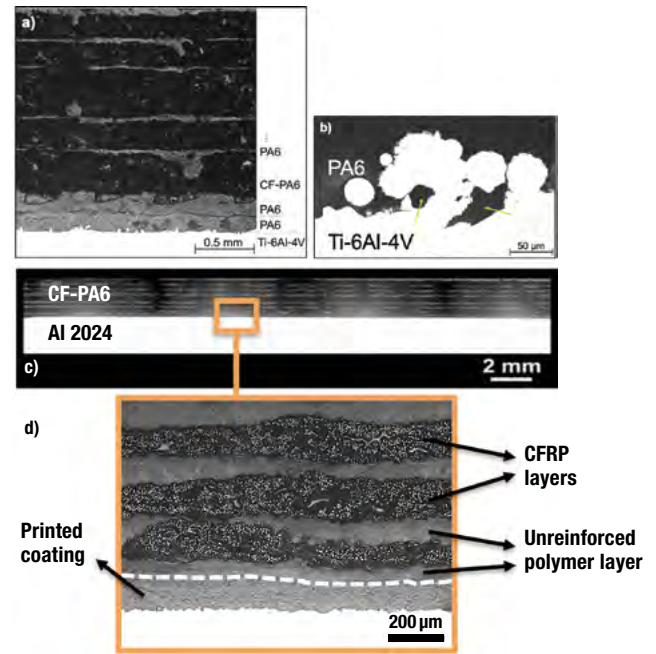 a)
⋮
PA6
CF-PA6
PA6
PA6
0.5 mm
Ti-6Al-4V
b)
PA6
Ti-6Al-4V
50 µm
CF-PA6
Al 2024
c)
2 mm
d)
CFRP
layers
Printed
coating
Unreinforced
polymer layer
200 µm